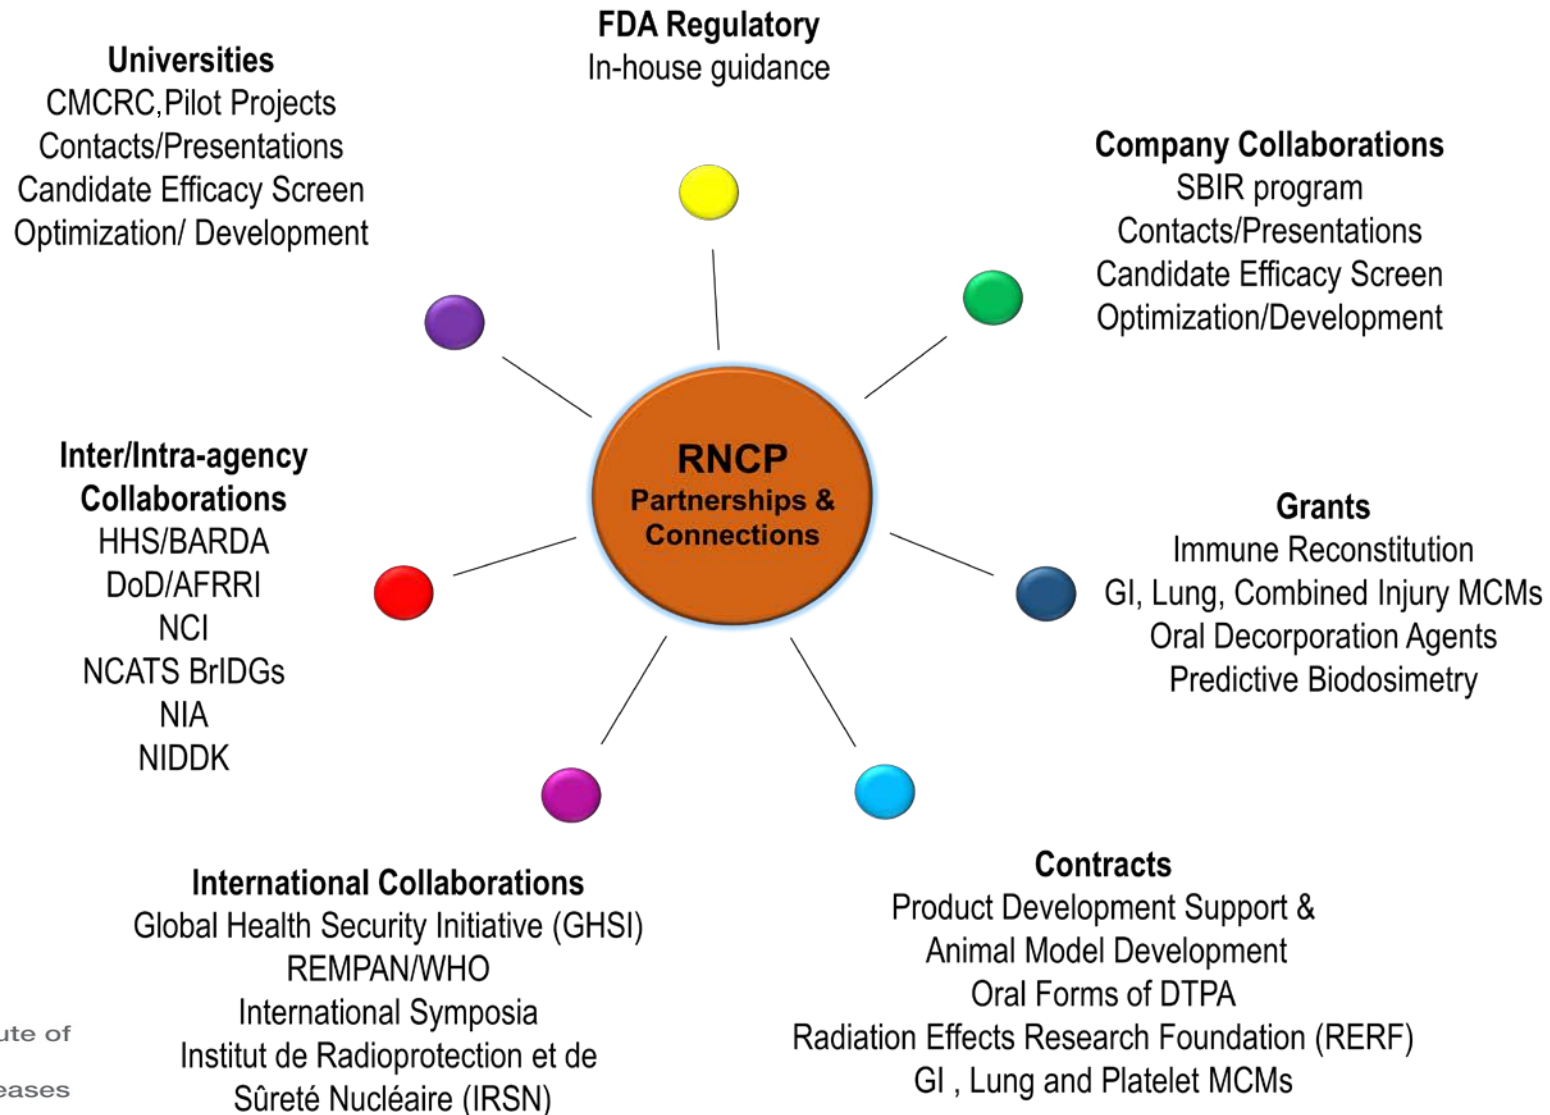 FDA Regulatory
In-house guidance
Universities
CMCRC,Pilot Projects
Contacts/Presentations
Candidate Efficacy Screen
Optimization/ Development
Company Collaborations
SBIR program
Contacts/Presentations
Candidate Efficacy Screen
Optimization/Development
RNCP
Partnerships &
Connections
Inter/Intra-agency
Collaborations
HHS/BARDA
DoD/AFRRI
NCI
NCATS BrIDGs
NIA
NIDDK
Grants
Immune Reconstitution
GI, Lung, Combined Injury MCMs
Oral Decorporation Agents
Predictive Biodosimetry
International Collaborations
Global Health Security Initiative (GHSI)
REMPAN/WHO
International Symposia
Institut de Radioprotection et de
Sûreté Nucléaire (IRSN)
Contracts
Product Development Support &
Animal Model Development
Oral Forms of DTPA
Radiation Effects Research Foundation (RERF)
GI , Lung and Platelet MCMs
ute of
eases